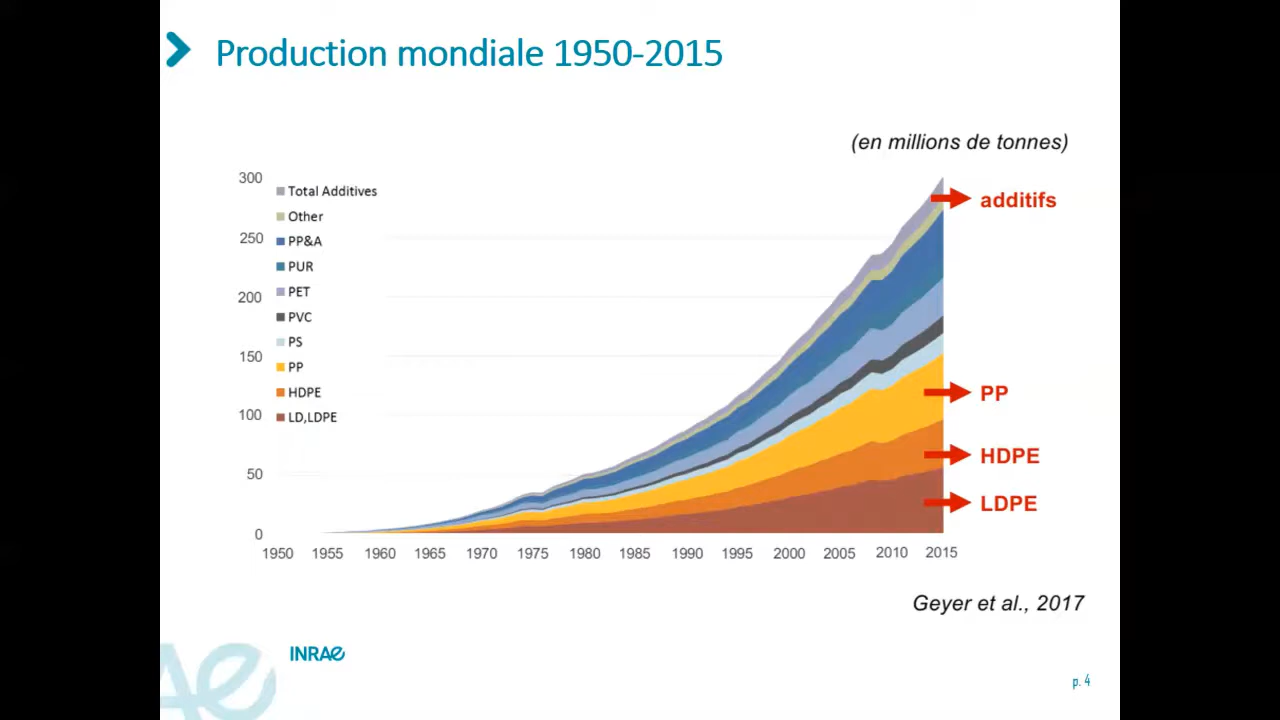 Production mondiale 1950-2015
(en millions de tonnes)
300
250
200
150
100
50
0
Total Additives
Other
PP&A
PUR
PET
PVC
PS
PP
HDPE
LD,LDPE
additifs
PP
HDPE
LDPE
1950 1955 1960 1965 1970 1975 1980 1985 1990 1995 2000 2005 2010 2015
Geyer et al., 2017
INRAE
p. 4